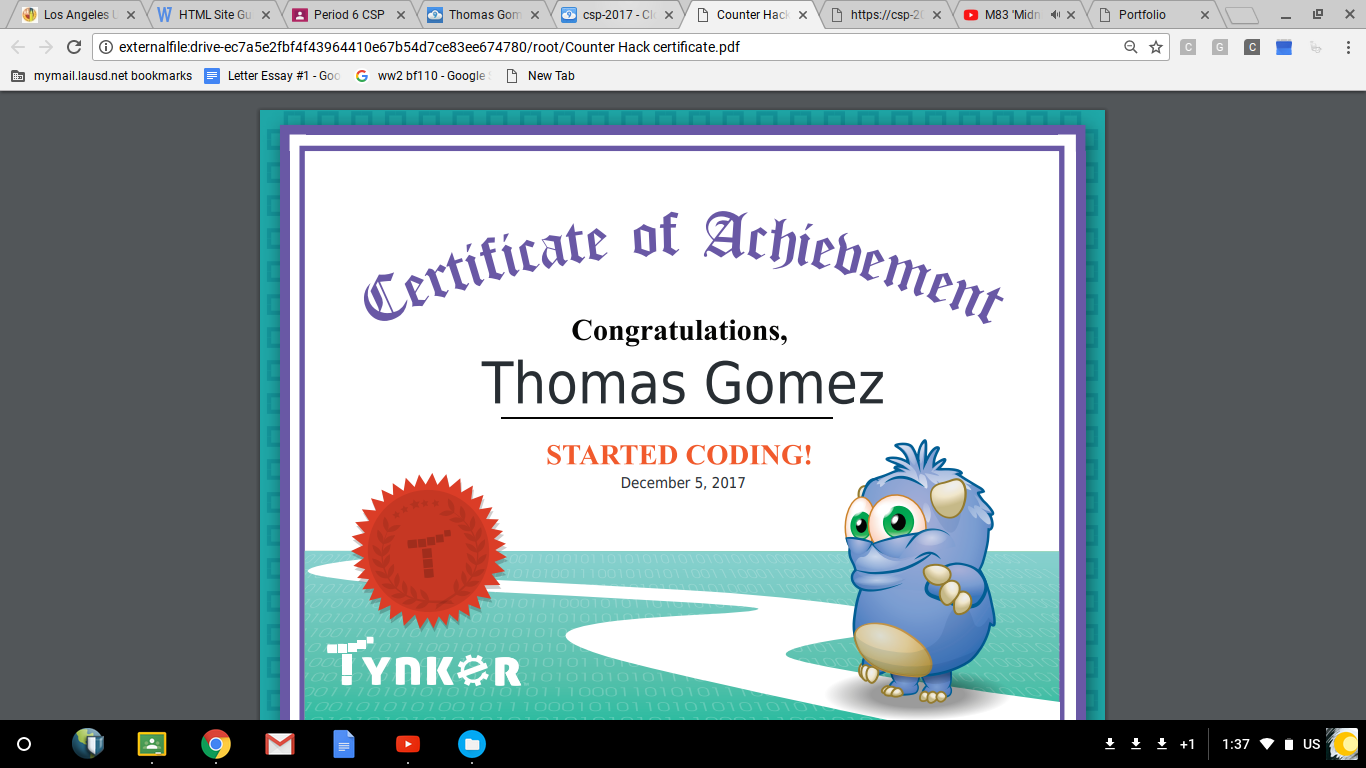 Los Angeles U
HTML Site Gu
Period 6 CSP
Thomas Gom
csp-2017 - Cl
Counter Hack
https://csp-20
M83 'Midn
Portfolio
externalfile:drive-ec7a5e2fbf4f43964410e67b54d7ce83ee674780/root/Counter Hack certificate.pdf
mymail.lausd.net bookmarks
Letter Essay #1 - Goo
ww2 bf110 - Google S
New Tab
Certificate of Achievement
Congratulations,
Thomas Gomez
STARTED CODING!
December 5, 2017
T
TYNKER
+1
1:37
US